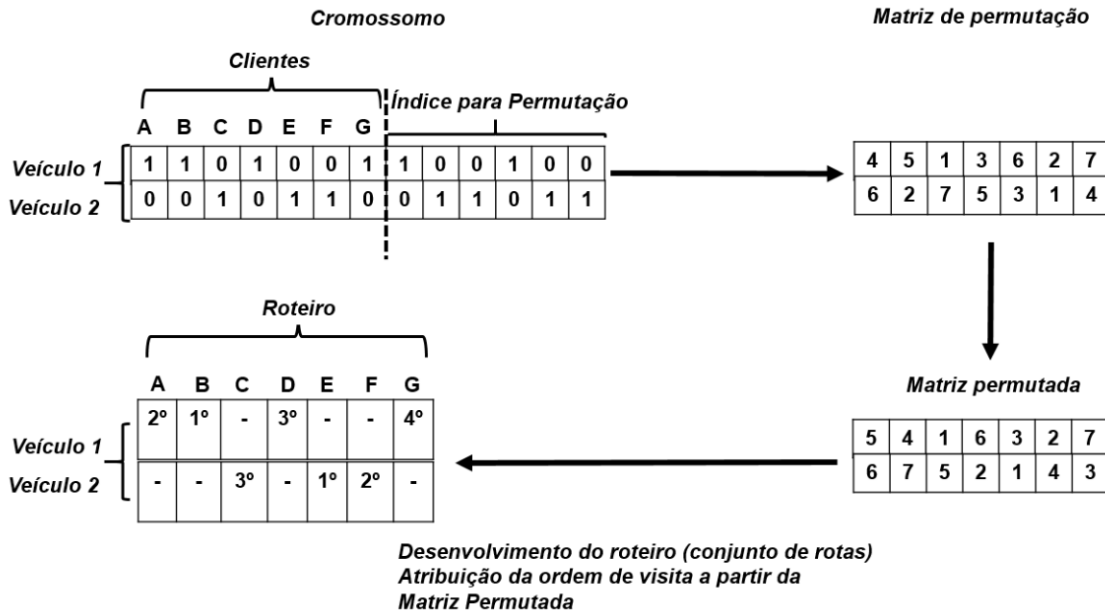 Cromossomo
Matriz de permutação
Clientes
Índice para Permutação
A B C D E F G
Veículo 1
1 1 0 1 0 0 1 1 0 0 1 0 0
Veículo 2
0 0 1 0 1 1 0 0 1 1 0 1 1
4 5 1 3 6 2 7
6 2 7 5 3 1 4
Roteiro
A B C D E F G
Veículo 1
2º 1º - 3º - - 4º
Veículo 2
- - 3º - 1º 2º -
Matriz permutada
5 4 1 6 3 2 7
6 7 5 2 1 4 3
Desenvolvimento do roteiro (conjunto de rotas)
Atribuição da ordem de visita a partir da
Matriz Permutada